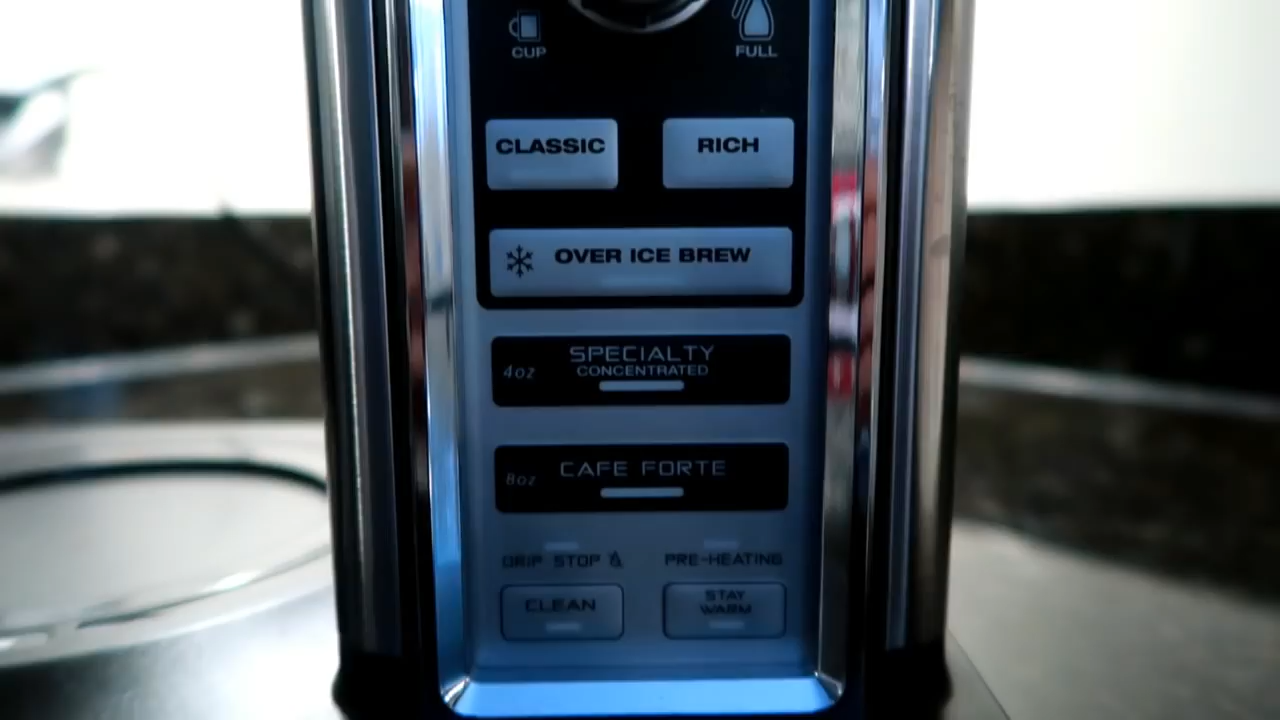 CUP
FULL
CLASSIC
RICH
OVER ICE BREW
4oz
SPECIALTY
CONCENTRATED
8oz
CAFE FORTE
DRIP STOP
PRE-HEATING
CLEAN
STAY
WARM